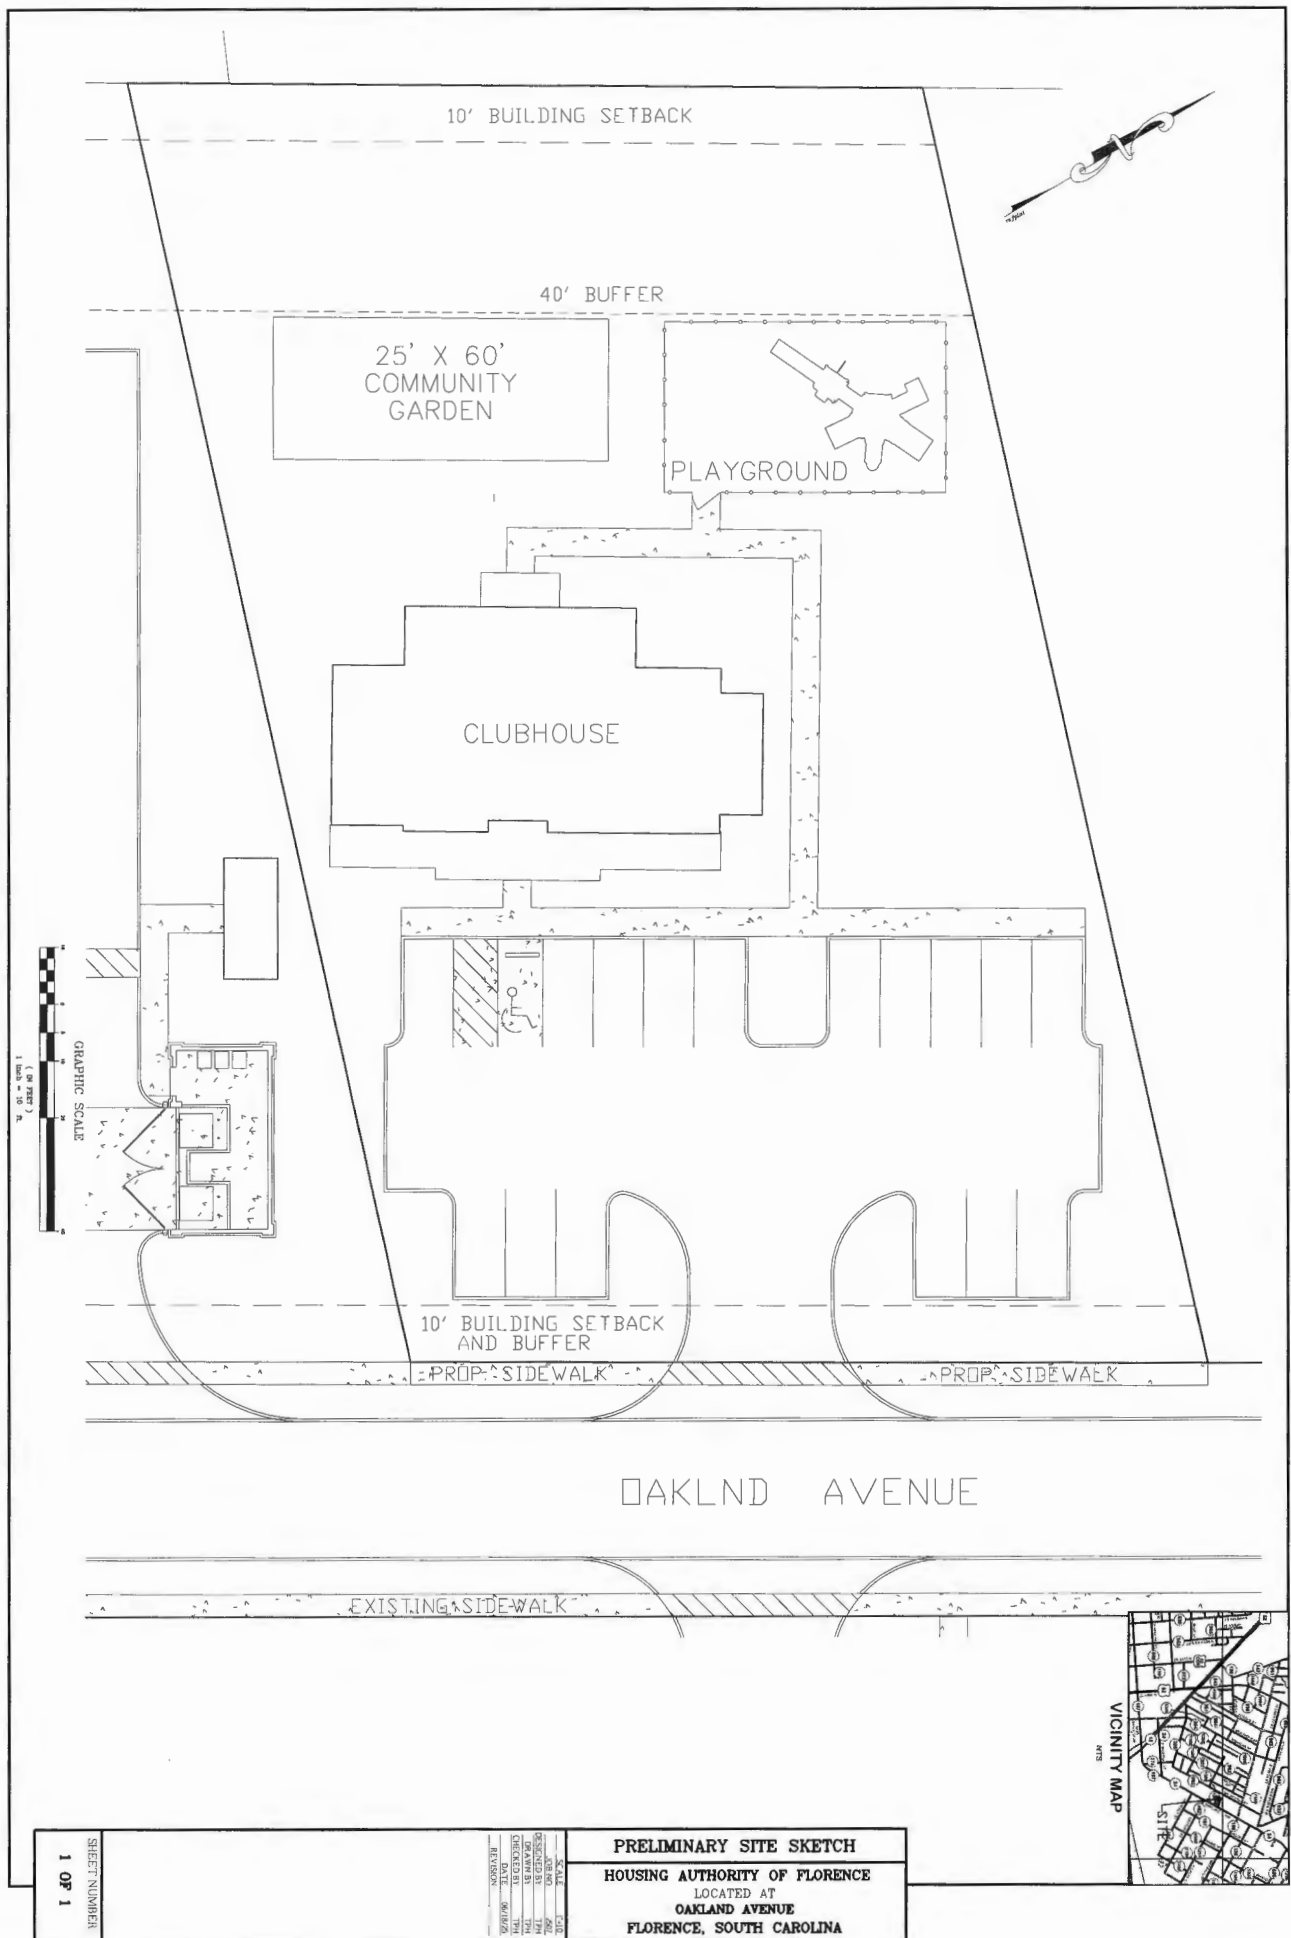 10' BUILDING SETBACK
40' BUFFER
25' X 60'
COMMUNITY
GARDEN
PLAYGROUND
CLUBHOUSE
GRAPHIC SCALE
( IN FEET )
1 inch = 10 ft.
10' BUILDING SETBACK
AND BUFFER
PROP. SIDEWALK
PROP. SIDEWALK
OAKLND AVENUE
EXISTING SIDEWALK
VICINITY MAP
NTS
SITE
SHEET NUMBER
1 OF 1
SCALE
JOB NO
DESIGNED BY TPH
DRAWN BY TPH
CHECKED BY TPH
DATE
REVISION
PRELIMINARY SITE SKETCH
HOUSING AUTHORITY OF FLORENCE
LOCATED AT
OAKLAND AVENUE
FLORENCE, SOUTH CAROLINA